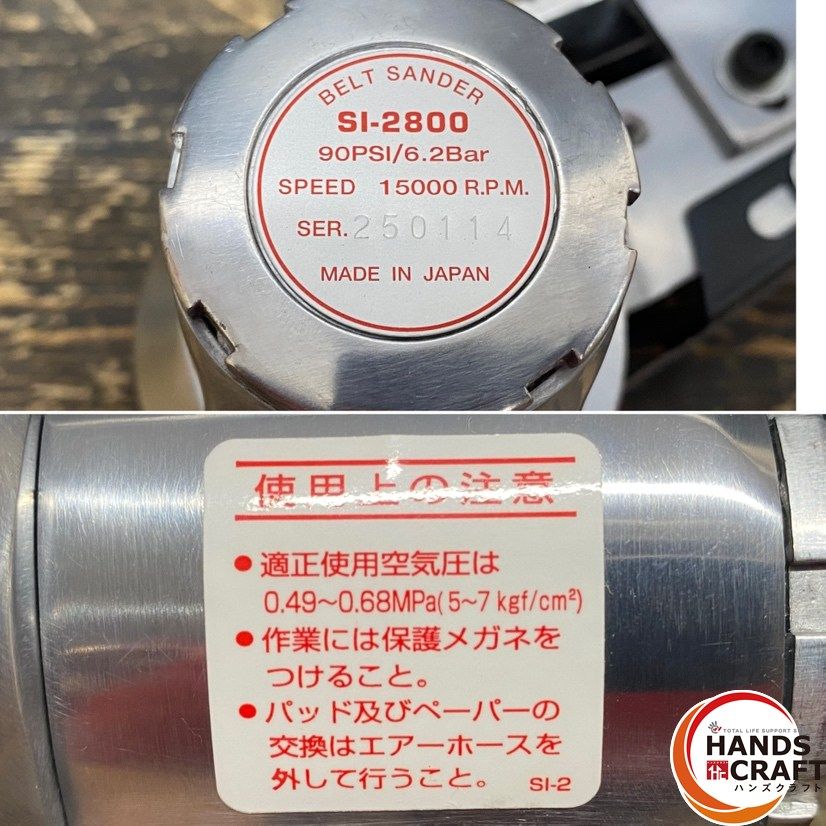 BELT SANDER
SI-2800
90PSI/6.2Bar
SPEED 15000 R.P.M.
SER. 250114
MADE IN JAPAN
使用上の注意
●適正使用空気圧は
0.49～0.68MPa(5～7 kgf/cm²)
●作業には保護メガネを
つけること。
●パッド及びペーパーの
交換はエアーホースを
外して行うこと。 SI-2
TOTAL LIFE SUPPORT
HANDS
CRAFT
ハンズクラフト